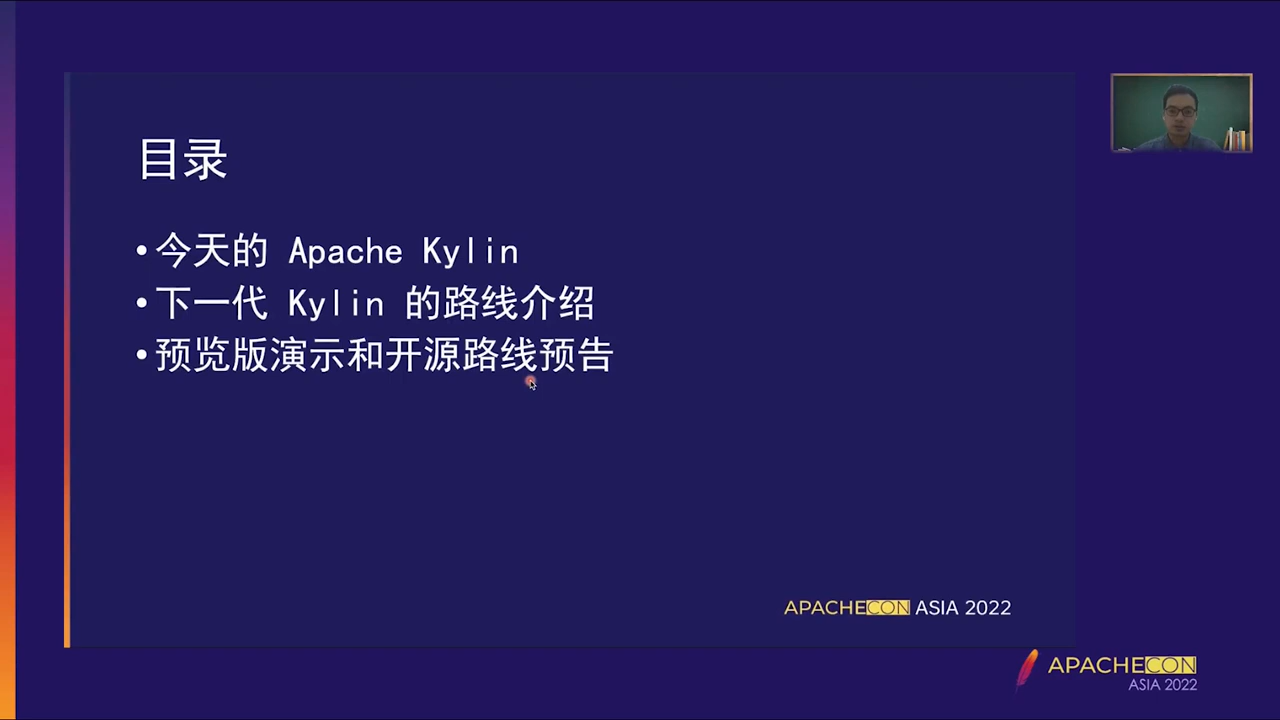 目录
•今天的 Apache Kylin
•下一代 Kylin 的路线介绍
•预览版演示和开源路线预告
APACHECON ASIA 2022
APACHECON
ASIA 2022